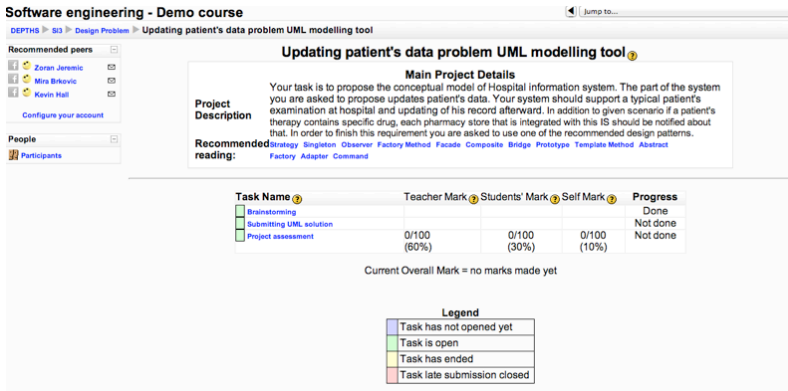 Software engineering - Demo course
Jump to...
DEPTHS SI3 Design Problem Updating patient's data problem UML modelling tool
Recommended peers
Zoran Jeremic
Mira Brkovic
Kevin Hall
Configure your account
People
Participants
Updating patient's data problem UML modelling tool
Main Project Details
Project Description
Your task is to propose the conceptual model of Hospital information system. The part of the system
you are asked to propose updates patient's data. Your system should support a typical patient's
examination at hospital and updating of his record afterward. In addition to given scenario if a patient's
therapy contains specific drug, each pharmacy store that is integrated with this IS should be notified about
that. In order to finish this requirement you are asked to use one of the recommended design patterns.
Recommended reading:
Strategy Singleton Observer Factory Method Facade Composite Bridge Prototype Template Method Abstract
Factory Adapter Command
Task Name Teacher Mark Students' Mark Self Mark Progress
Brainstorming Done
Submitting UML solution Not done
Project assessment 0/100 0/100 0/100 Not done
(60%) (30%) (10%)
Current Overall Mark = no marks made yet
Legend
Task has not opened yet
Task is open
Task has ended
Task late submission closed